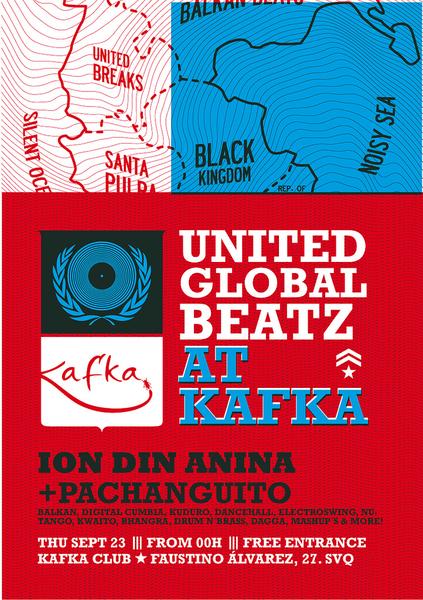 BALKAN BEATS
UNITED
BREAKS
SILENT OCE
SANTA
PULPA
BLACK
KINGDOM
NOISY SEA
REP. OF
UNITED
GLOBAL
BEATZ
AT
KAFKA
Kafka
ION DIN ANINA
+PACHANGUITO
BALKAN, DIGITAL CUMBIA, KUDURO, DANCEHALL, ELECTROSWING, NU-
TANGO, KWAITO, BHANGRA, DRUM N BRASS, DAGGA, MASHUP'S & MORE!
THU SEPT 23 ||| FROM 00H ||| FREE ENTRANCE
KAFKA CLUB ★ FAUSTINO ÁLVAREZ, 27. SVQ